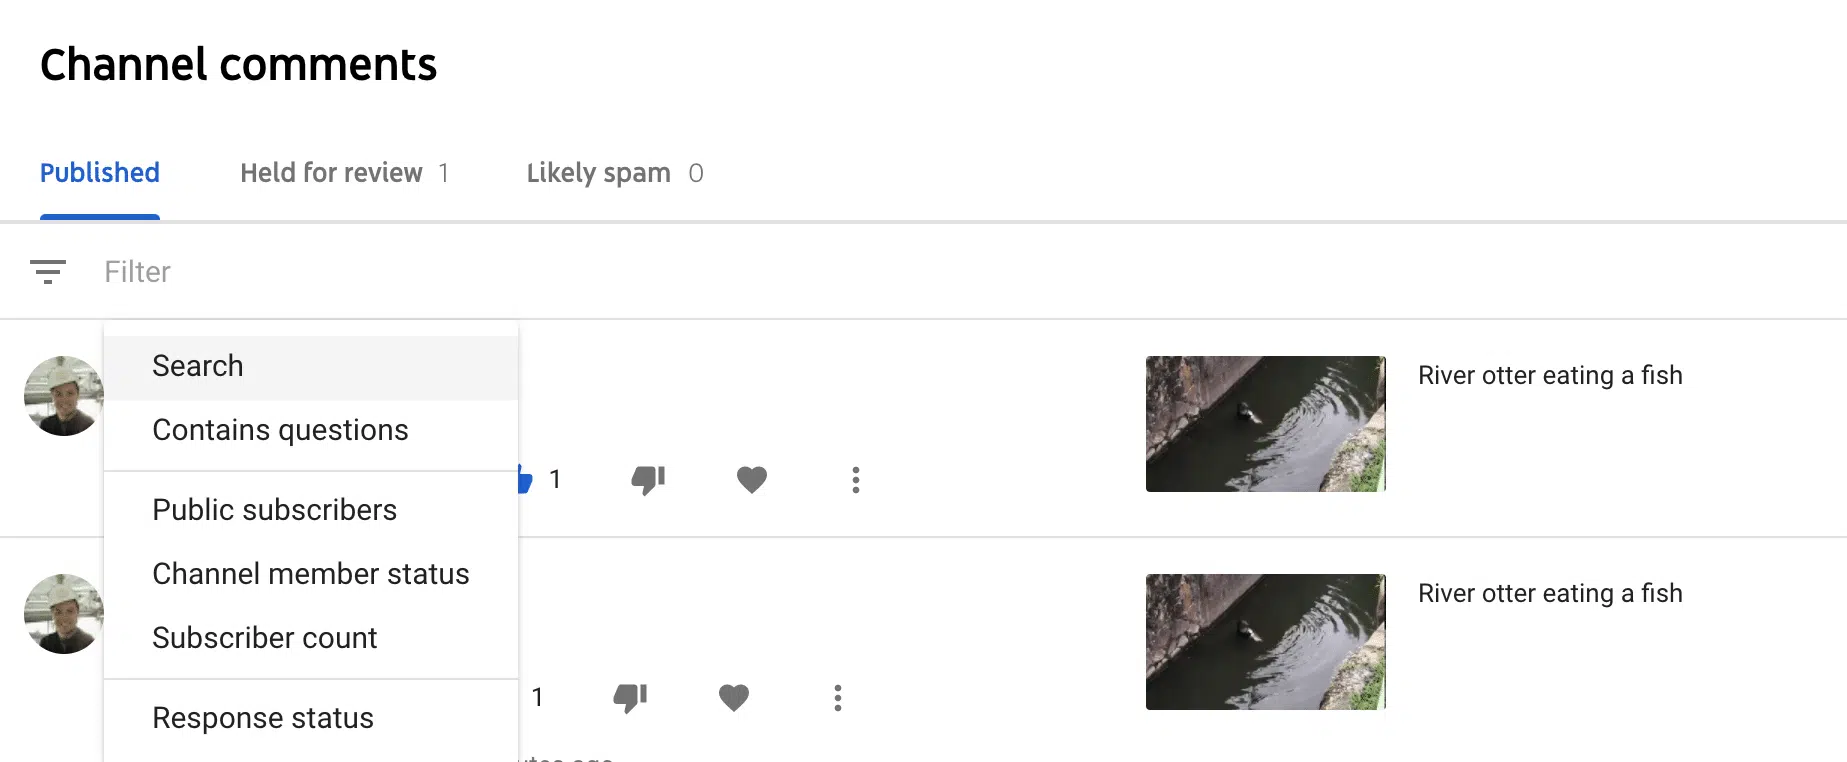 Channel comments
Published Held for review 1 Likely spam 0
Filter
Search
Contains questions
Public subscribers
Channel member status
Subscriber count
Response status
1
River otter eating a fish
1
River otter eating a fish
ago